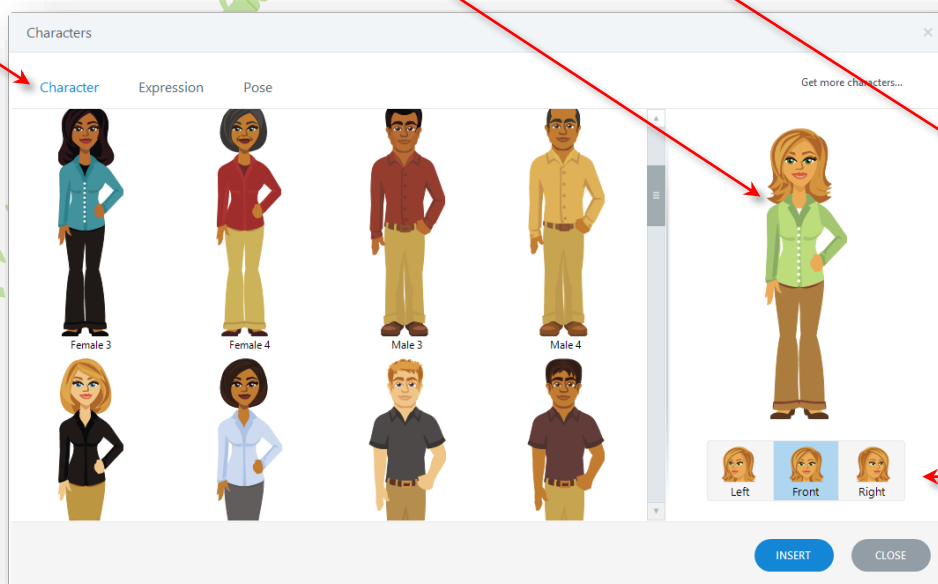 Characters
Character Expression Pose
Get more characters...
Female 3 Female 4 Male 3 Male 4
Left Front Right
INSERT CLOSE